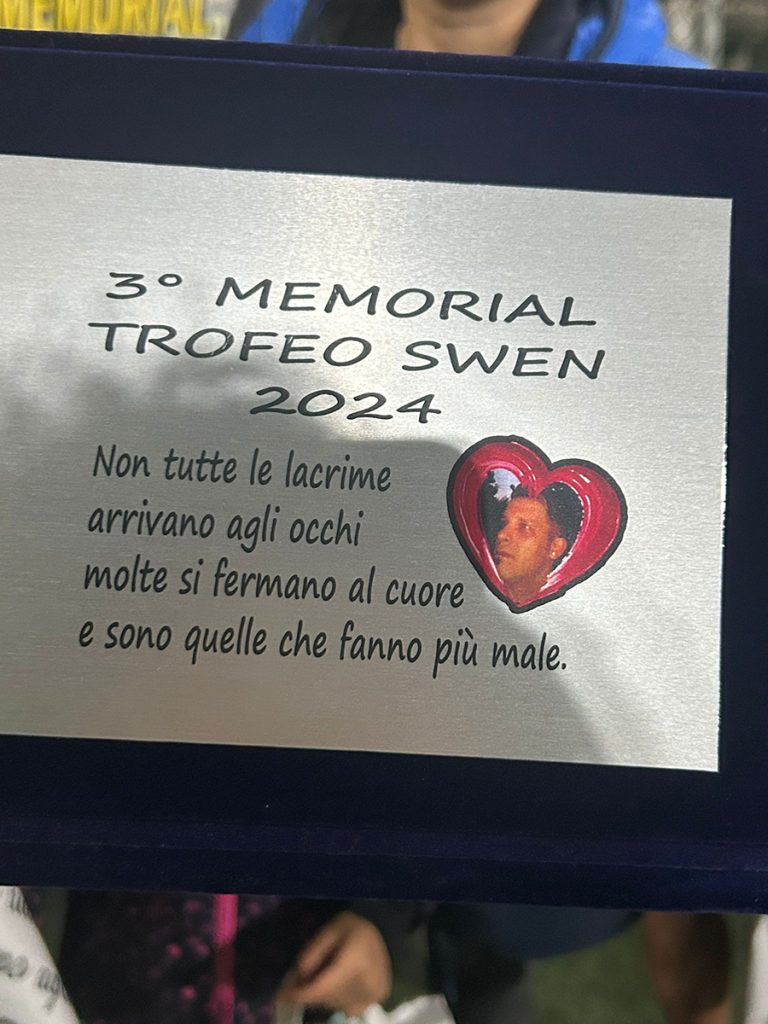 MEMORIAL
3° MEMORIAL
TROFEO SWEN
2024
Non tutte le lacrime
arrivano agli occhi
molte si fermano al cuore
e sono quelle che fanno più male.